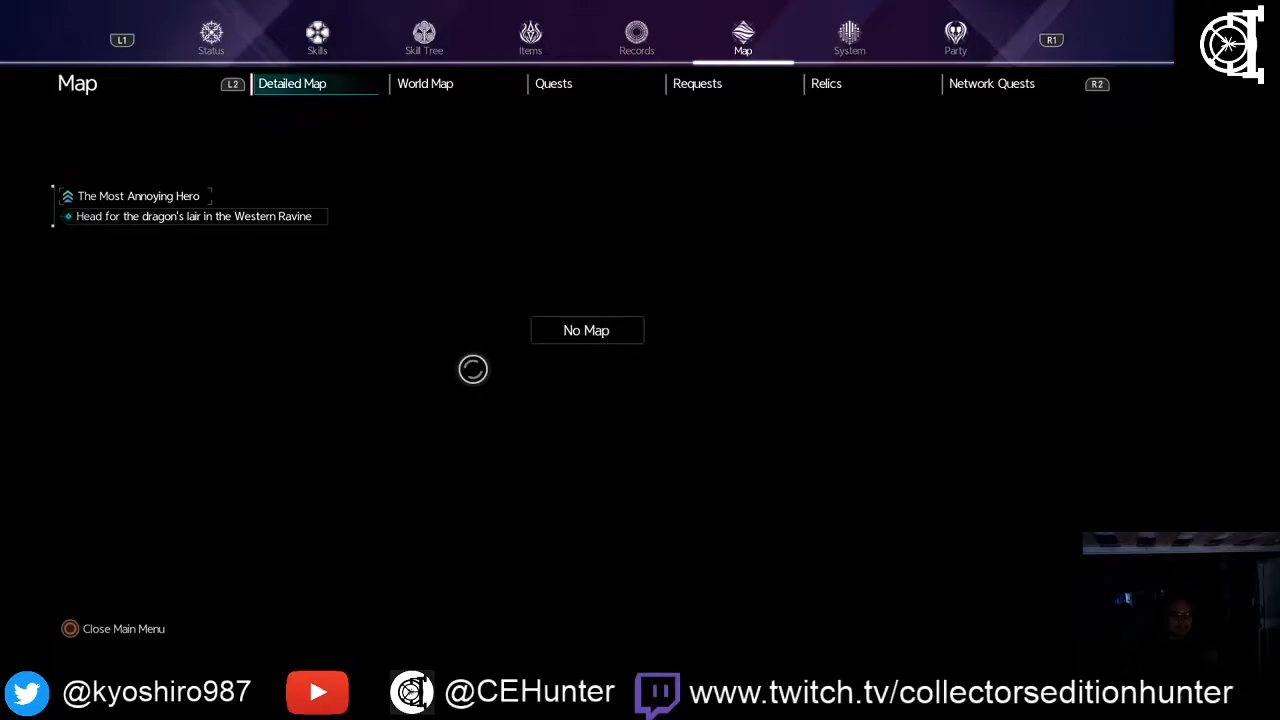 L1
Status
Skills
Skill Tree
Items
Records
Map
System
Party
R1
Map
L2
Detailed Map
World Map
Quests
Requests
Relics
Network Quests
R2
The Most Annoying Hero
Head for the dragon's lair in the Western Ravine
No Map
Close Main Menu
@kyoshiro987
@CEHunter
www.twitch.tv/collectorseditionhunter